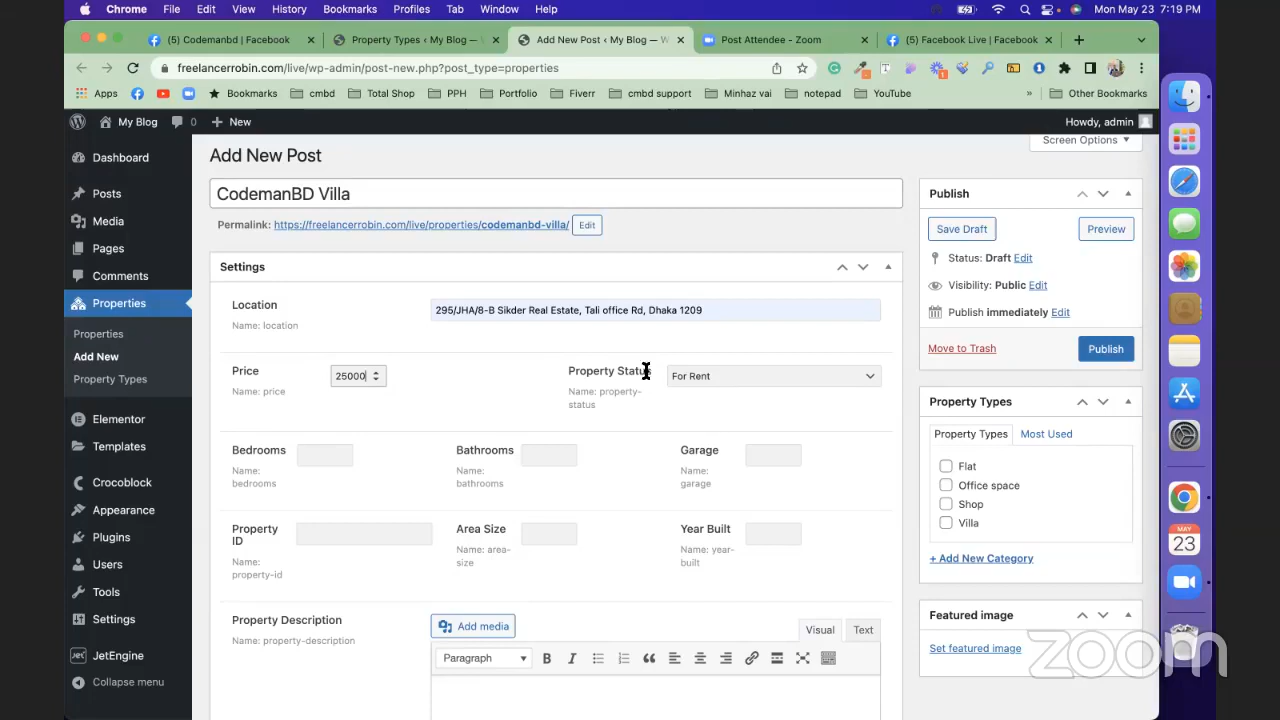 Chrome File Edit View History Bookmarks Profiles Tab Window Help Mon May 23 7:19 PM
(5) Codemanbd | Facebook
Property Types ‹ My Blog — W
Add New Post ‹ My Blog — W
Post Attendee - Zoom
(5) Facebook Live | Facebook
freelancerrobin.com/live/wp-admin/post-new.php?post_type=properties
Apps Bookmarks cmbd Total Shop PPH Portfolio Fiverr cmbd support Minhaz vai notepad YouTube » Other Bookmarks
My Blog 0 New Howdy, admin
Dashboard
Posts
Media
Pages
Comments
Properties
Properties
Add New
Property Types
Elementor
Templates
Crocoblock
Appearance
Plugins
Users
Tools
Settings
JetEngine
Collapse menu
Screen Options
Add New Post
CodemanBD Villa
Permalink: https://freelancerrobin.com/live/properties/codemanbd-villa/ Edit
Settings
Location
Name: location
295/JHA/8-B Sikder Real Estate, Tali office Rd, Dhaka 1209
Price
Name: price
25000
Property Status
Name: property-
status
For Rent
Bedrooms
Name:
bedrooms
Bathrooms
Name:
bathrooms
Garage
Name:
garage
Property
ID
Name:
property-id
Area Size
Name: area-
size
Year Built
Name: year-
built
Property Description
Name: property-description
Add media
Visual Text
Paragraph
Publish
Save Draft Preview
Status: Draft Edit
Visibility: Public Edit
Publish immediately Edit
Move to Trash Publish
Property Types
Property Types Most Used
Flat
Office space
Shop
Villa
+ Add New Category
Featured image
Set featured image
MAY
23
zoom